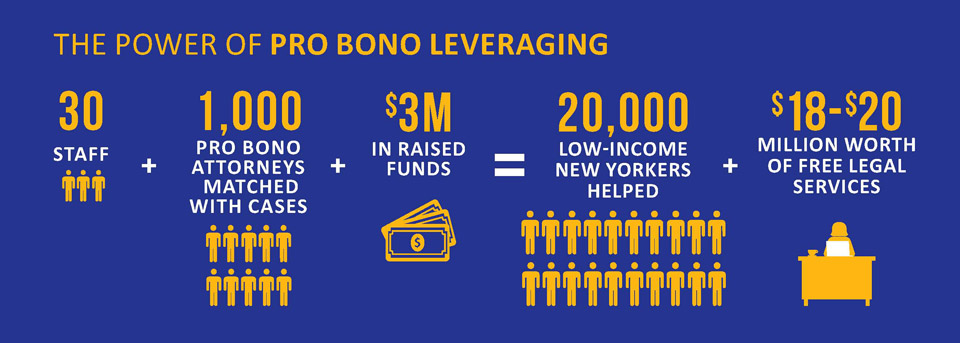 THE POWER OF PRO BONO LEVERAGING
30
STAFF
+
1,000
PRO BONO
ATTORNEYS
MATCHED
WITH CASES
+
$3M
IN RAISED
FUNDS
$
=
20,000
LOW-INCOME
NEW YORKERS
HELPED
+
$18-$20
MILLION WORTH
OF FREE LEGAL
SERVICES